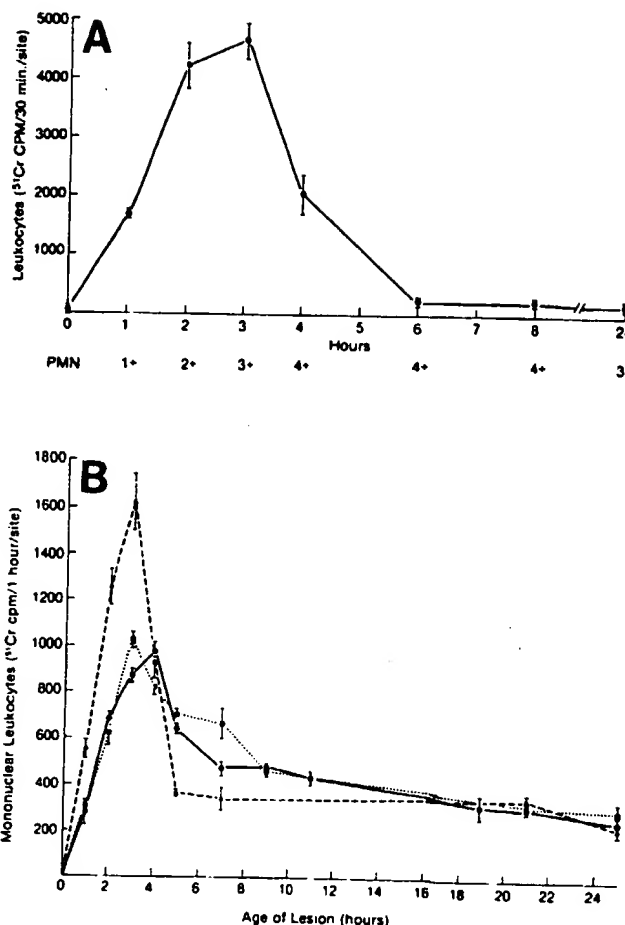 A
Leukocytes (⁵¹Cr CPM/30 min./site)
5000
4000
3000
2000
1000
0 1 2 3 4 5 6 7 8 2
Hours
PMN 1+ 2+ 3+ 4+ 4+ 4+ 3
B
Mononuclear Leukocytes (⁵¹Cr cpm/1 hour/site)
1800
1600
1400
1200
1000
800
600
400
200
0 2 4 6 8 10 12 14 16 18 20 22 24
Age of Lesion (hours)